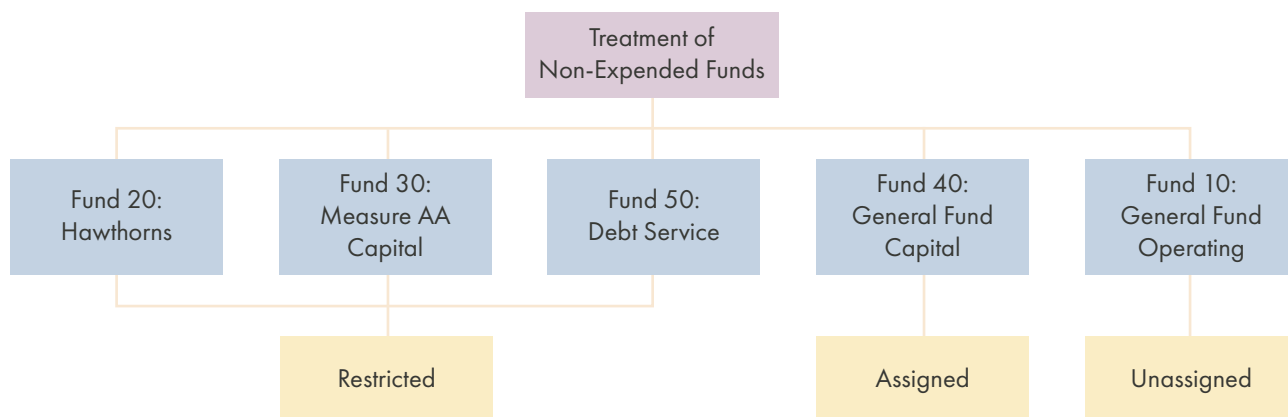 Treatment of
Non-Expended Funds
Fund 20:
Hawthorns
Fund 30:
Measure AA
Capital
Fund 50:
Debt Service
Fund 40:
General Fund
Capital
Fund 10:
General Fund
Operating
Restricted
Assigned
Unassigned